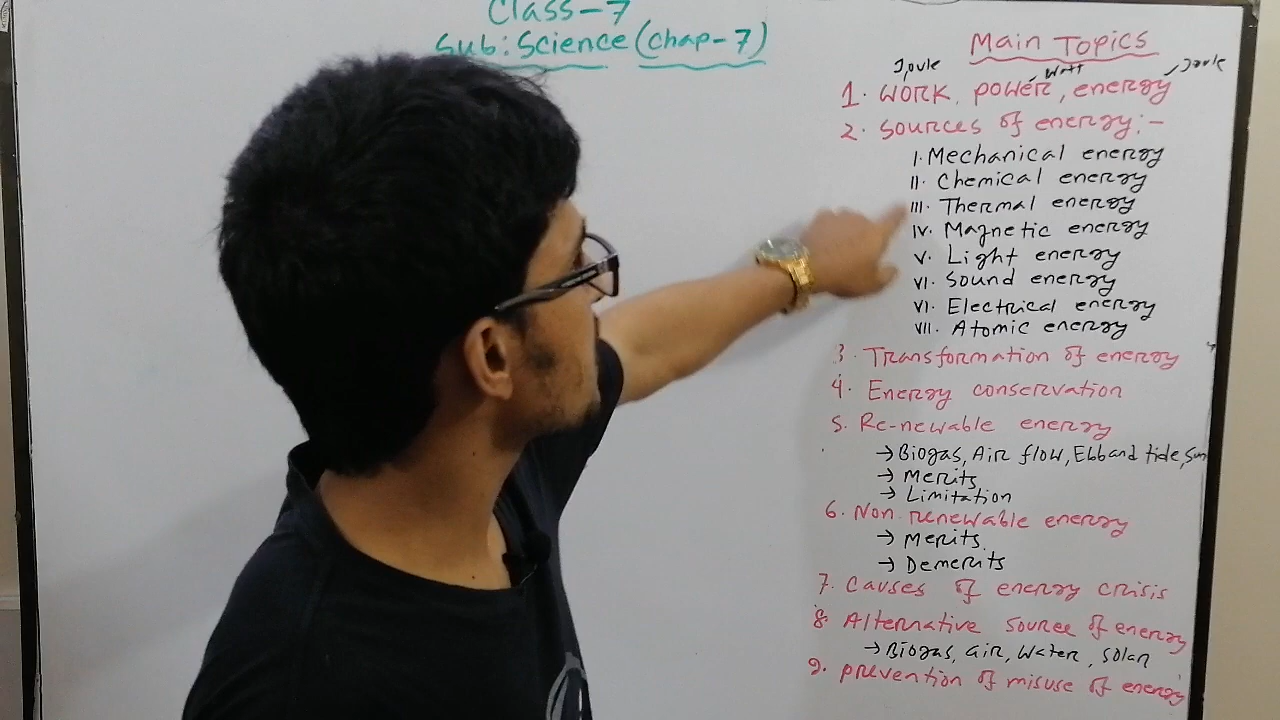 Class-7
Sub: Science (chap-7)
Main Topics
Joule Watt Joule
1. Work, power, energy
2. Sources of energy:-
I. Mechanical energy
II. Chemical energy
III. Thermal energy
IV. Magnetic energy
V. Light energy
VI. Sound energy
VI. Electrical energy
VII. Atomic energy
3. Transformation of energy
4. Energy conservation
5. Re-newable energy
→ Biogas, Air flow, Ebb and tide, Sun
→ Merits
→ Limitation
6. Non renewable energy
→ Merits
→ Demerits
7. Causes of energy crisis
8. Alternative source of energy
→ Biogas, air, water, solar
9. prevention of misuse of energy